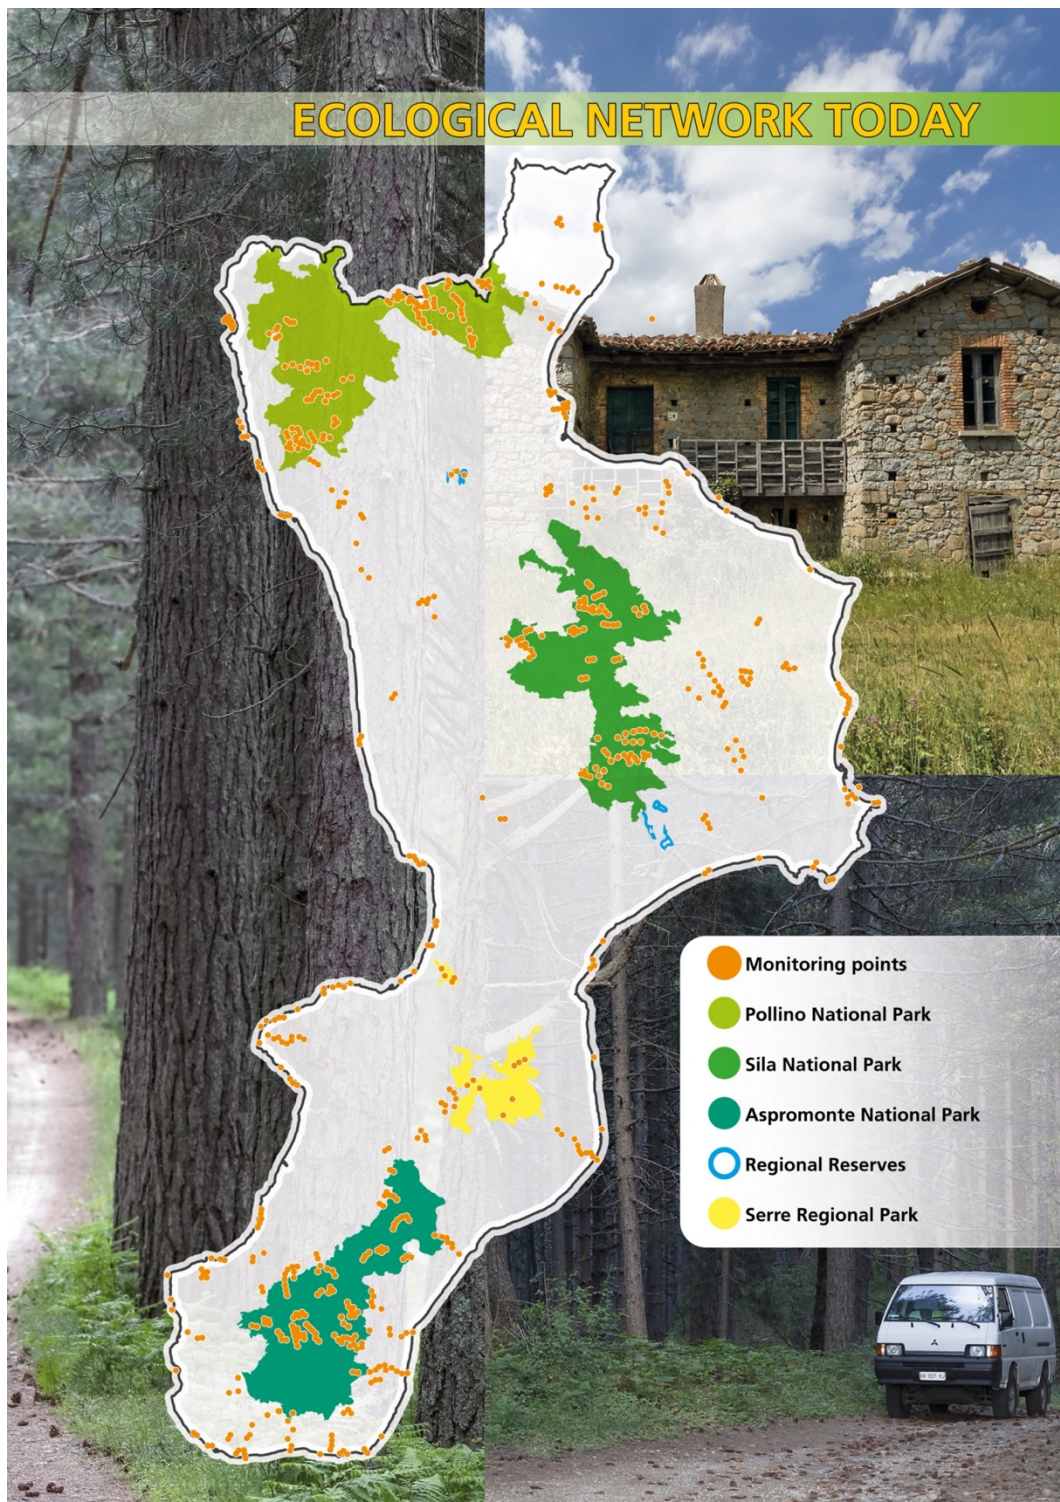 ECOLOGICAL NETWORK TODAY
Monitoring points
Pollino National Park
Sila National Park
Aspromonte National Park
Regional Reserves
Serre Regional Park